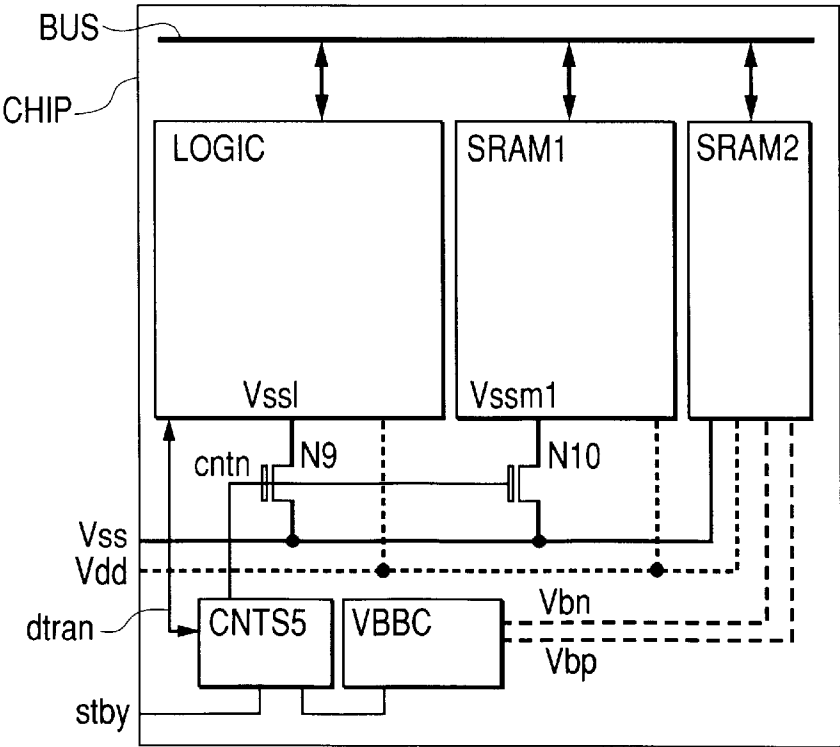 BUS
CHIP
LOGIC
SRAM1
SRAM2
Vssl
Vssm1
cntn
N9
N10
Vss
Vdd
dtran
CNTS5
VBBC
Vbn
Vbp
stby